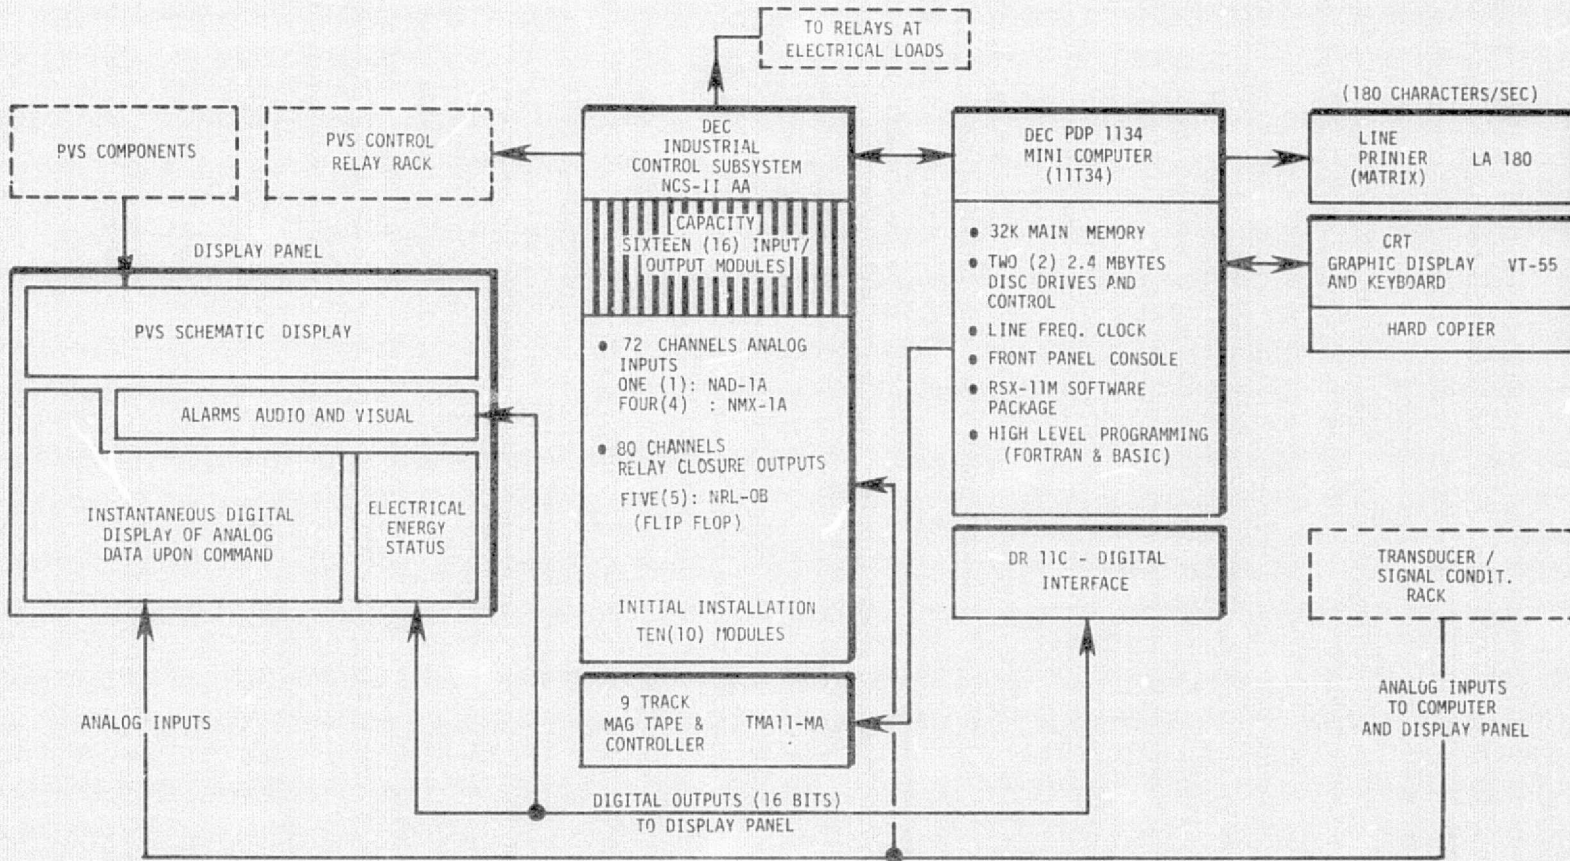 TO RELAYS AT
ELECTRICAL LOADS
PVS COMPONENTS
PVS CONTROL
RELAY RACK
DEC
INDUSTRIAL
CONTROL SUBSYSTEM
NCS-II AA
[CAPACITY]
SIXTEEN (16) INPUT/
OUTPUT MODULES
● 72 CHANNELS ANALOG
INPUTS
ONE (1): NAD-1A
FOUR(4) : NMX-1A
● 80 CHANNELS
RELAY CLOSURE OUTPUTS
FIVE(5): NRL-OB
(FLIP FLOP)
INITIAL INSTALLATION
TEN(10) MODULES
9 TRACK
MAG TAPE & TMA11-MA
CONTROLLER
DEC PDP 1134
MINI COMPUTER
(11T34)
● 32K MAIN MEMORY
● TWO (2) 2.4 MBYTES
DISC DRIVES AND
CONTROL
● LINE FREQ. CLOCK
● FRONT PANEL CONSOLE
● RSX-11M SOFTWARE
PACKAGE
● HIGH LEVEL PROGRAMMING
(FORTRAN & BASIC)
DR 11C - DIGITAL
INTERFACE
(180 CHARACTERS/SEC)
LINE
PRINTER LA 180
(MATRIX)
CRT
GRAPHIC DISPLAY VT-55
AND KEYBOARD
HARD COPIER
TRANSDUCER /
SIGNAL CONDIT.
RACK
ANALOG INPUTS
TO COMPUTER
AND DISPLAY PANEL
DISPLAY PANEL
PVS SCHEMATIC DISPLAY
ALARMS AUDIO AND VISUAL
INSTANTANEOUS DIGITAL
DISPLAY OF ANALOG
DATA UPON COMMAND
ELECTRICAL
ENERGY
STATUS
ANALOG INPUTS
DIGITAL OUTPUTS (16 BITS)
TO DISPLAY PANEL